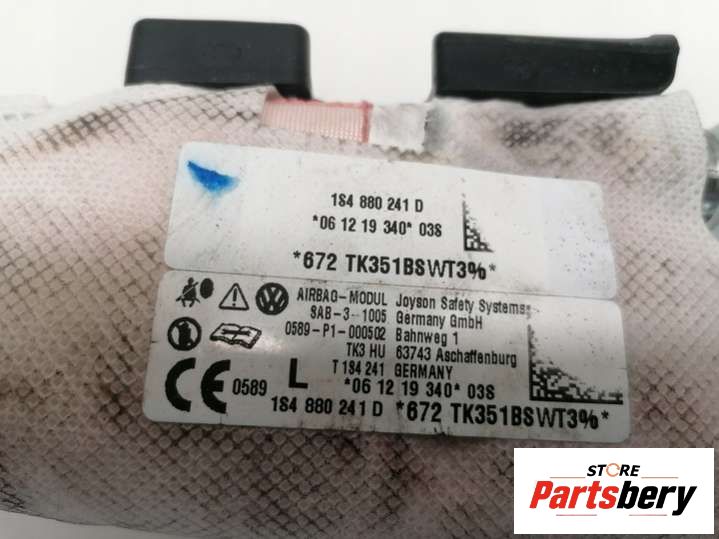 1S4 880 241 D
*06 12 19 340* 03S
*672 TK351BSWT3%*
AIRBAG-MODUL Joyson Safety Systems
SAB-3-1005 Germany GmbH
0589-P1-000502 Bahnweg 1
TK3 HU 63743 Aschaffenburg
T 1S4 241 GERMANY
CE 0589 L *06 12 19 340* 03S
1S4 880 241 D *672 TK351BSWT3%*
STORE
Partsbery